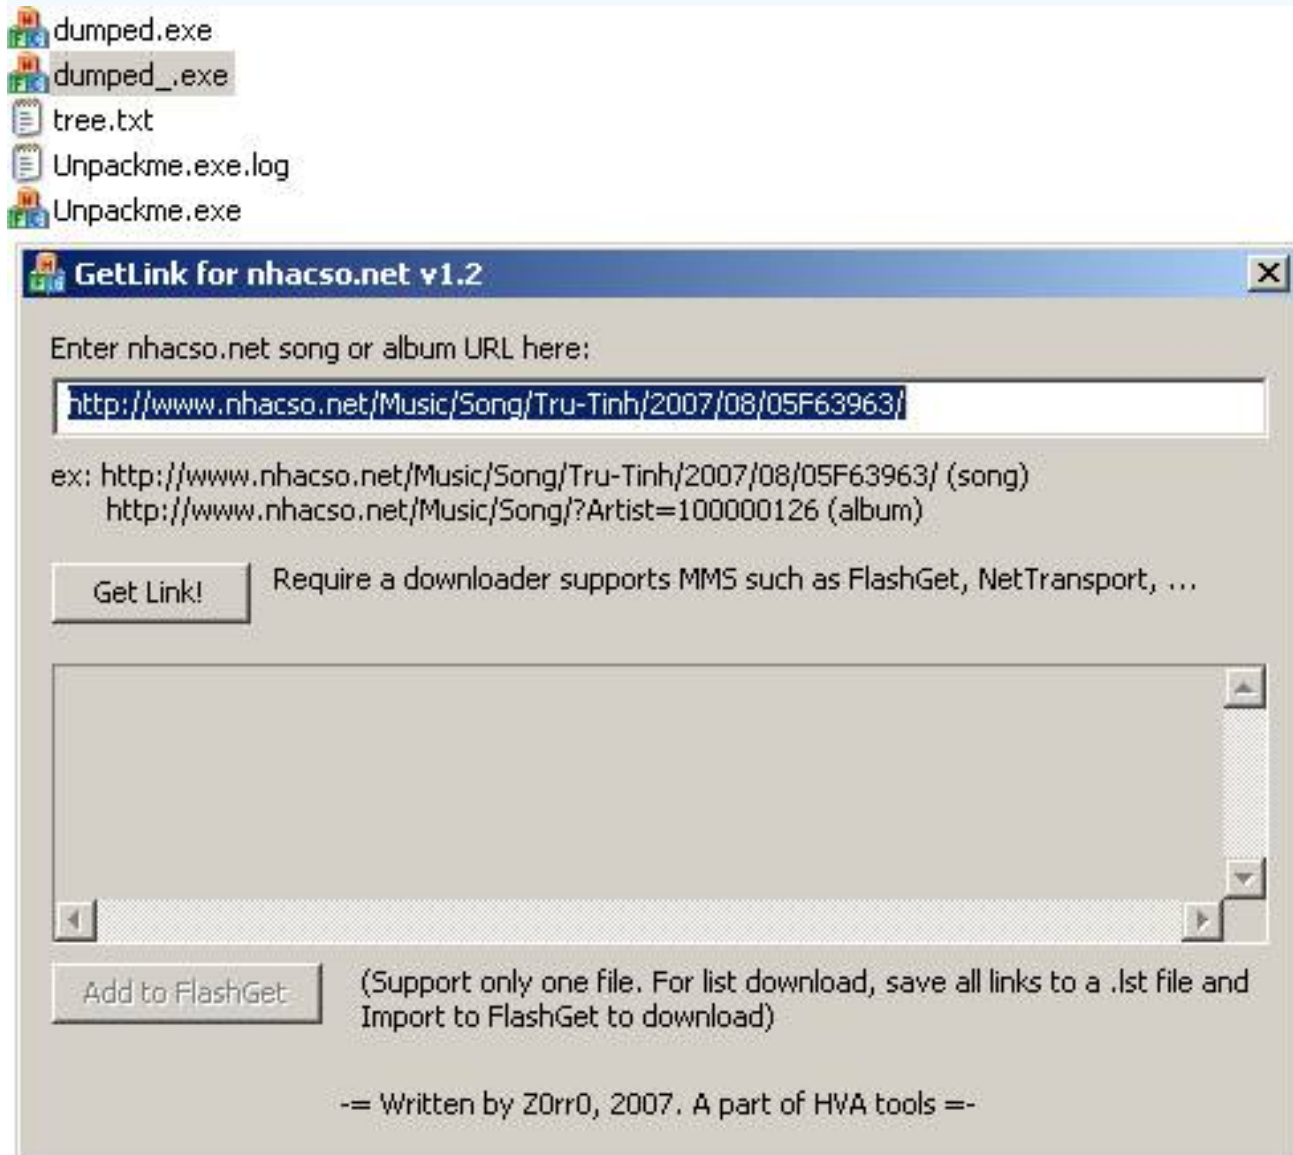 dumped.exe
dumped_.exe
tree.txt
Unpackme.exe.log
Unpackme.exe
GetLink for nhacso.net v1.2
Enter nhacso.net song or album URL here:
http://www.nhacso.net/Music/Song/Tru-Tinh/2007/08/05F63963/
ex: http://www.nhacso.net/Music/Song/Tru-Tinh/2007/08/05F63963/ (song)
http://www.nhacso.net/Music/Song/?Artist=100000126 (album)
Get Link!
Require a downloader supports MMS such as FlashGet, NetTransport, ...
Add to FlashGet
(Support only one file. For list download, save all links to a .lst file and
Import to FlashGet to download)
-= Written by Z0rr0, 2007. A part of HVA tools =-